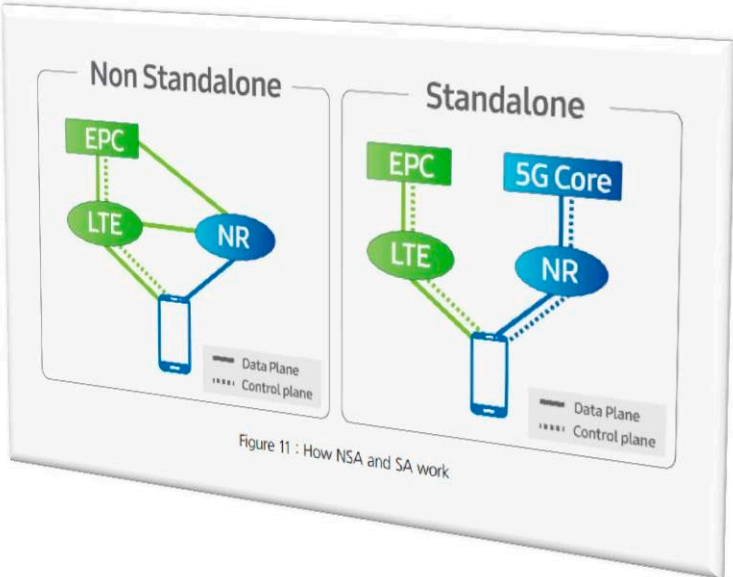 Non Standalone
EPC
LTE
NR
Data Plane
Control plane
Standalone
EPC
5G Core
LTE
NR
Data Plane
Control plane
Figure 11 : How NSA and SA work